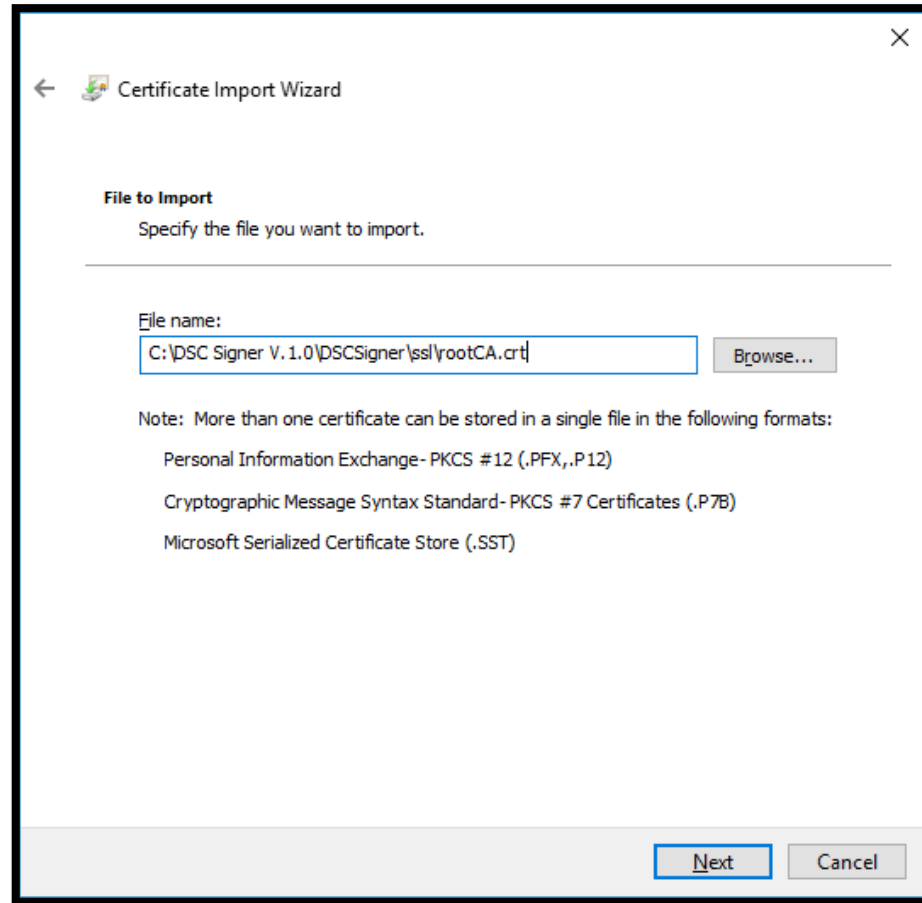 Certificate Import Wizard
File to Import
Specify the file you want to import.
File name:
C:\DSC Signer V.1.0\DSCSigner\ssl\rootCA.crt
Browse...
Note: More than one certificate can be stored in a single file in the following formats:
Personal Information Exchange- PKCS #12 (.PFX,.P12)
Cryptographic Message Syntax Standard- PKCS #7 Certificates (.P7B)
Microsoft Serialized Certificate Store (.SST)
Next
Cancel